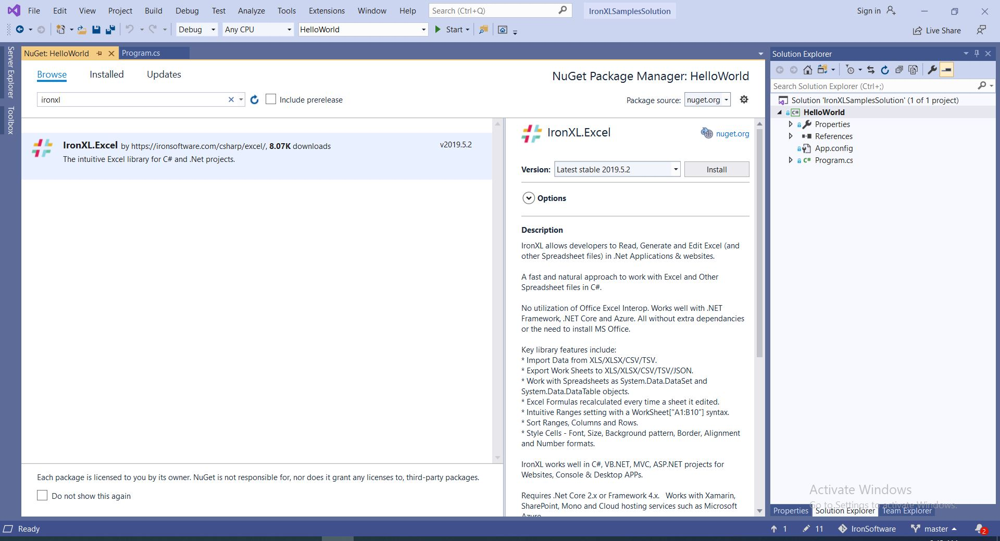 File Edit View Project Build Debug Test Analyze Tools Extensions Window Help Search (Ctrl+Q) IronXLSamplesSolution Sign in
Debug Any CPU HelloWorld Start Live Share
Server Explorer
Toolbox
NuGet: HelloWorld Program.cs
Browse Installed Updates
NuGet Package Manager: HelloWorld
ironxl Include prerelease
Package source: nuget.org
IronXL.Excel by https://ironsoftware.com/csharp/excel/, 8.07K downloads v2019.5.2
The intuitive Excel library for C# and .Net projects.
Each package is licensed to you by its owner. NuGet is not responsible for, nor does it grant any licenses to, third-party packages.
Do not show this again
IronXL.Excel nuget.org
Version: Latest stable 2019.5.2 Install
Options
Description
IronXL allows developers to Read, Generate and Edit Excel (and
other Spreadsheet files) in .Net Applications & websites.
A fast and natural approach to work with Excel and Other
Spreadsheet files in C#.
No utilization of Office Excel Interop. Works well with .NET
Framework, .NET Core and Azure. All without extra dependancies
or the need to install MS Office.
Key library features include:
* Import Data from XLS/XLSX/CSV/TSV.
* Export Work Sheets to XLS/XLSX/CSV/TSV/JSON.
* Work with Spreadsheets as System.Data.DataSet and
System.Data.DataTable objects.
* Excel Formulas recalculated every time a sheet it edited.
* Intuitive Ranges setting with a WorkSheet["A1:B10"] syntax.
* Sort Ranges, Columns and Rows.
* Style Cells - Font, Size, Background pattern, Border, Alignment
and Number formats.
IronXL works well in C#, VB.NET, MVC, ASP.NET projects for
Websites, Console & Desktop APPs.
Requires .Net Core 2.x or Framework 4.x. Works with Xamarin,
SharePoint, Mono and Cloud hosting services such as Microsoft
Azure.
Solution Explorer
Search Solution Explorer (Ctrl+;)
Solution 'IronXLSamplesSolution' (1 of 1 project)
C# HelloWorld
Properties
References
App.config
C# Program.cs
Activate Windows
Go to Settings to activate Windows.
Properties Solution Explorer Team Explorer
Ready 1 11 IronSoftware master 2